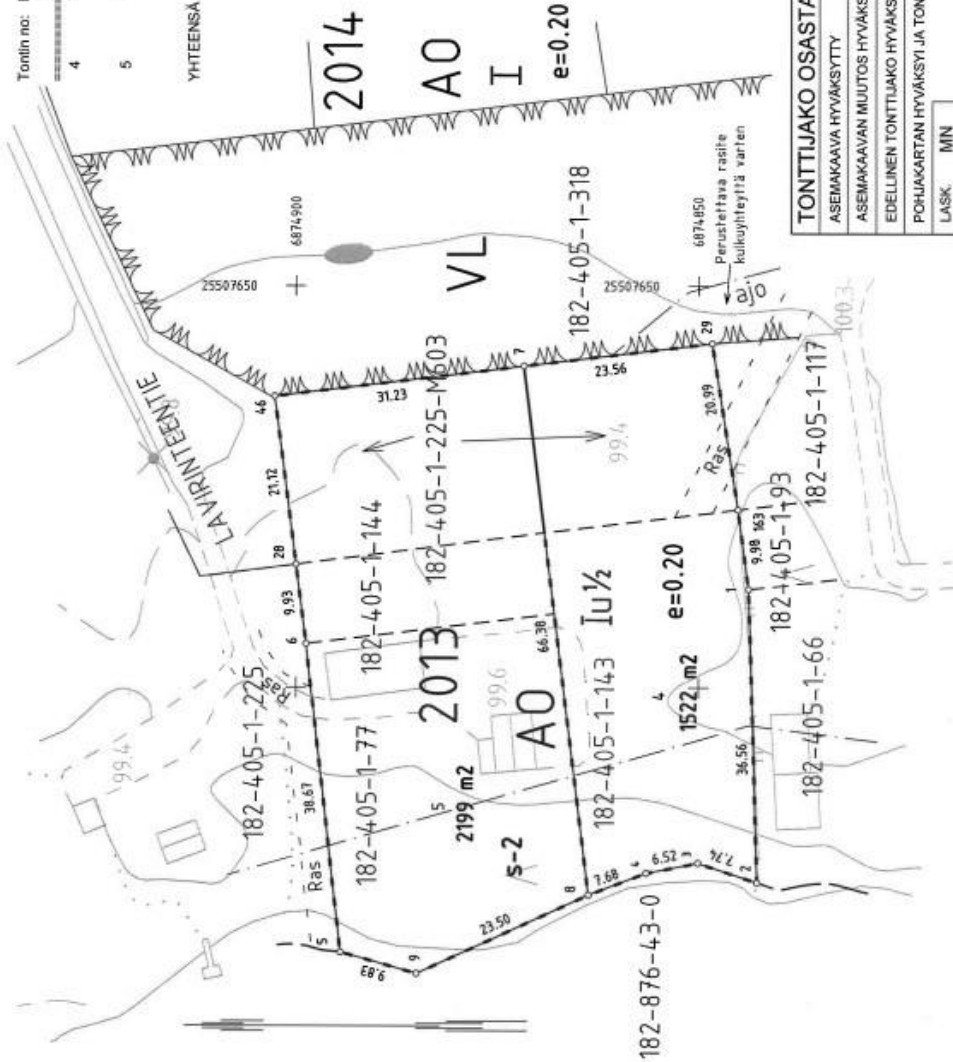 Tontin no:
4
5
YHTEENSÄ
2014
AO
I
e=0.20
LAVIRINTEENTIE
6874900
25507650
VL
182-405-1-318
25507650
6874850
Perustettava rasite
kulkuyhteyttä varten
ajo
100.3
46
31.23
7
23.56
29
21.12
28
9.93
6
38.67
5
9.83
9
23.50
8
7.68
4
6.52
3
7.74
2
36.56
1
9.98
163
20.99
66.38
Ras
Ras
Ras
182-405-1-225
99.4
182-405-1-225-M603
99.4
182-405-1-144
182-405-1-77
2013
99.6
AO
5
2199 m2
s-2
182-405-1-143
Iu½
e=0.20
4
1522 m2
182-405-1-93
182-405-1-117
182-405-1-66
182-876-43-0
TONTTIJAKO
ASEMAKAAVA HYVÄKSYTTY
ASEMAKAAVAN MUUTOS
EDELLINEN TONTTIJAKO
POHJAKARTAN HYVÄKSYI JA
LASK. MN